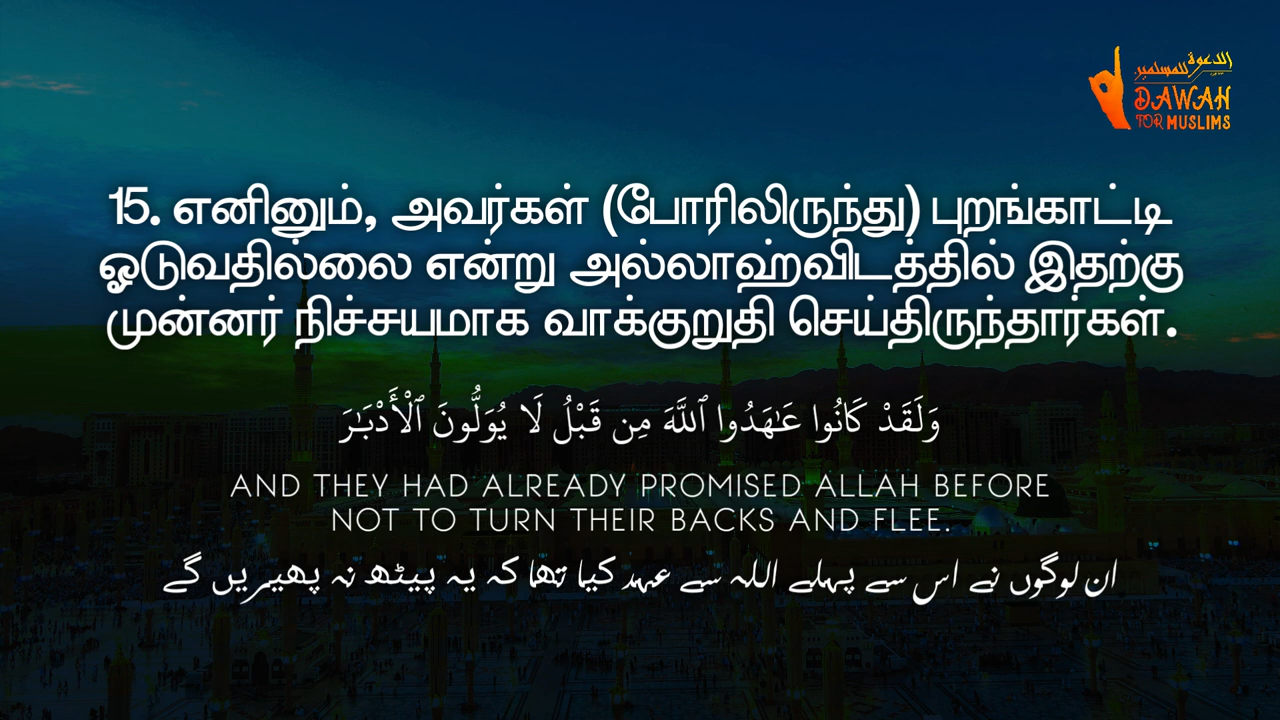 الدعوة للمسلمين
DAWAH
FOR MUSLIMS
15. எனினும், அவர்கள் (போரிலிருந்து) புறங்காட்டி
ஓடுவதில்லை என்று அல்லாஹ்விடத்தில் இதற்கு
முன்னர் நிச்சயமாக வாக்குறுதி செய்திருந்தார்கள்.
وَلَقَدْ كَانُوا عَـٰهَدُوا ٱللَّهَ مِن قَبْلُ لَا يُوَلُّونَ ٱلْأَدْبَـٰرَ
AND THEY HAD ALREADY PROMISED ALLAH BEFORE
NOT TO TURN THEIR BACKS AND FLEE.
ان لوگوں نے اس سے پہلے اللہ سے عہد کیا تھا کہ یہ پیٹھ نہ پھیریں گے